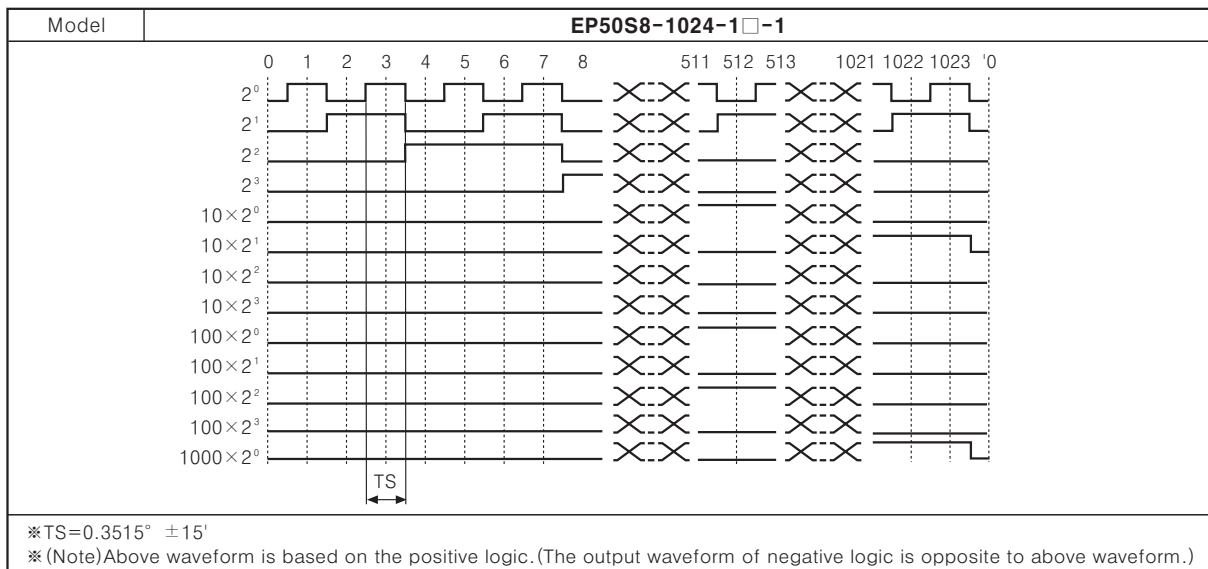 Model EP50S8-1024-1□-1
0 1 2 3 4 5 6 7 8 511 512 513 1021 1022 1023 '0
2⁰
2¹
2²
2³
10×2⁰
10×2¹
10×2²
10×2³
100×2⁰
100×2¹
100×2²
100×2³
1000×2⁰
TS
※TS=0.3515° ±15'
※(Note)Above waveform is based on the positive logic.(The output waveform of negative logic is opposite to above waveform.)